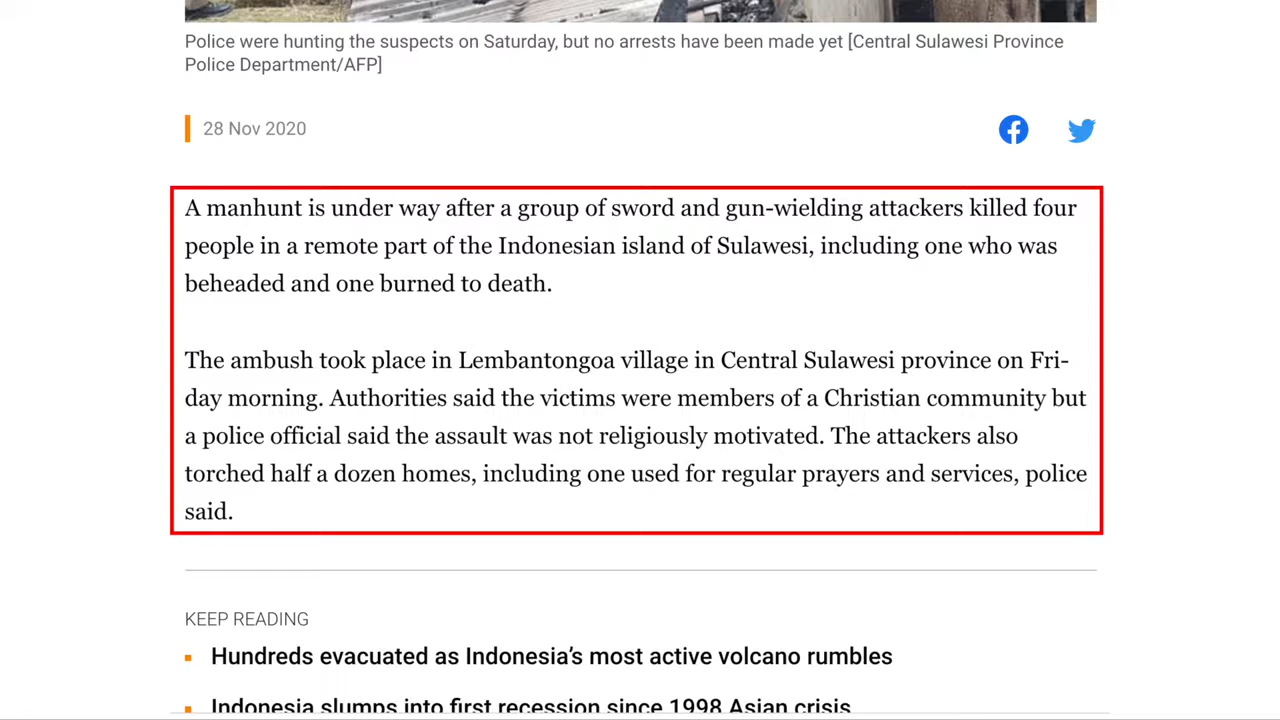 Police were hunting the suspects on Saturday, but no arrests have been made yet [Central Sulawesi Province
Police Department/AFP]
28 Nov 2020
A manhunt is under way after a group of sword and gun-wielding attackers killed four
people in a remote part of the Indonesian island of Sulawesi, including one who was
beheaded and one burned to death.
The ambush took place in Lembantongoa village in Central Sulawesi province on Fri-
day morning. Authorities said the victims were members of a Christian community but
a police official said the assault was not religiously motivated. The attackers also
torched half a dozen homes, including one used for regular prayers and services, police
said.
KEEP READING
Hundreds evacuated as Indonesia’s most active volcano rumbles
Indonesia slumps into first recession since 1998 Asian crisis